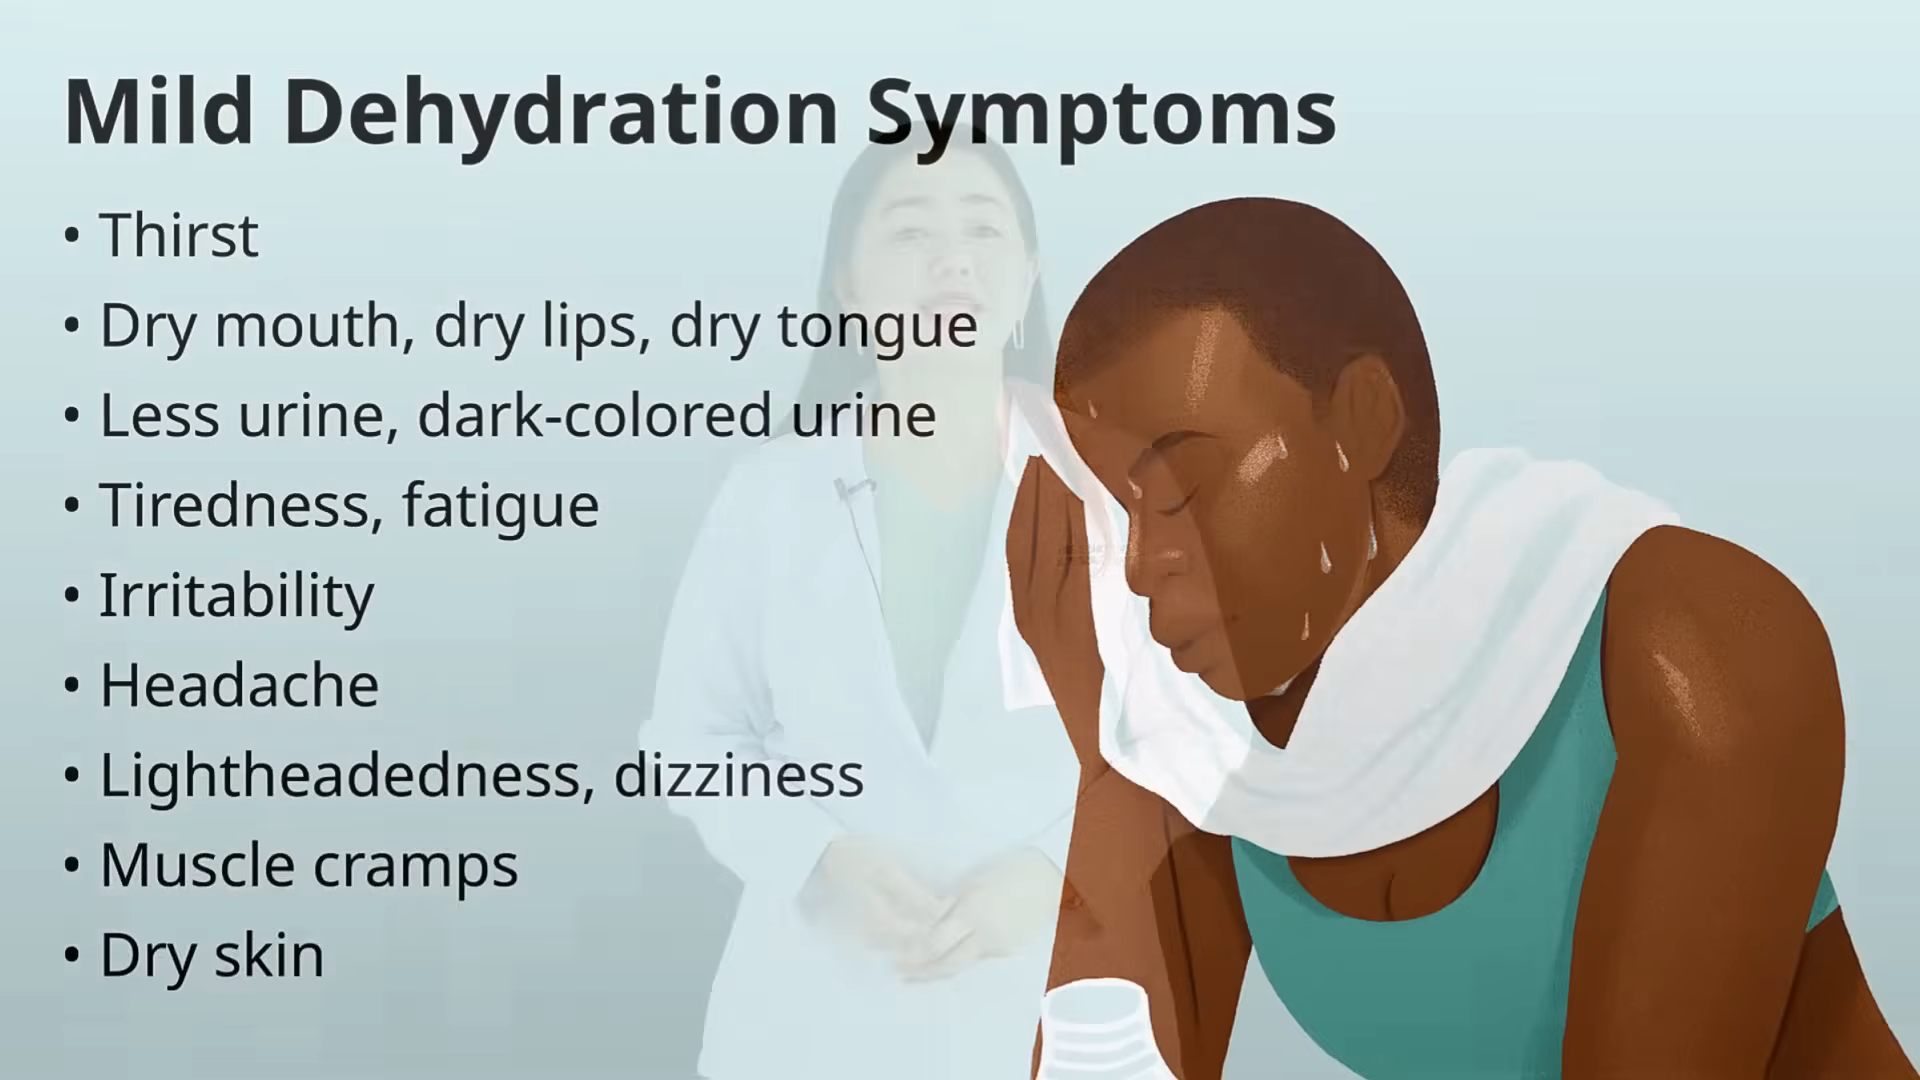 Mild Dehydration Symptoms
• Thirst
• Dry mouth, dry lips, dry tongue
• Less urine, dark-colored urine
• Tiredness, fatigue
• Irritability
• Headache
• Lightheadedness, dizziness
• Muscle cramps
• Dry skin